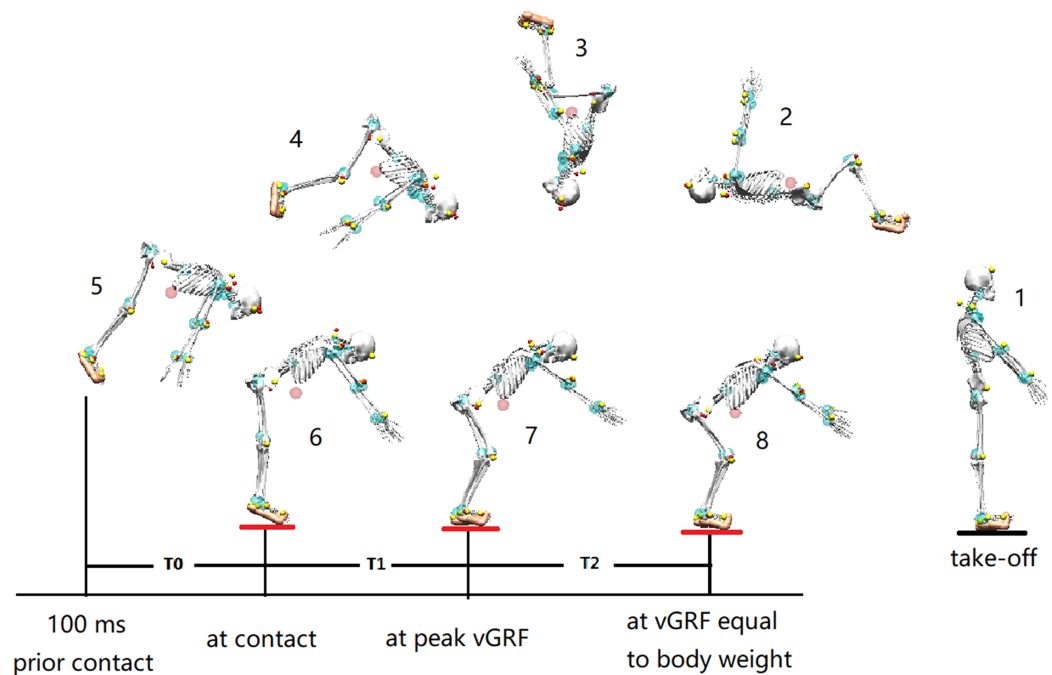 3
4
2
5
1
6
7
8
take-off
T0
T1
T2
100 ms
prior contact
at contact
at peak vGRF
at vGRF equal
to body weight